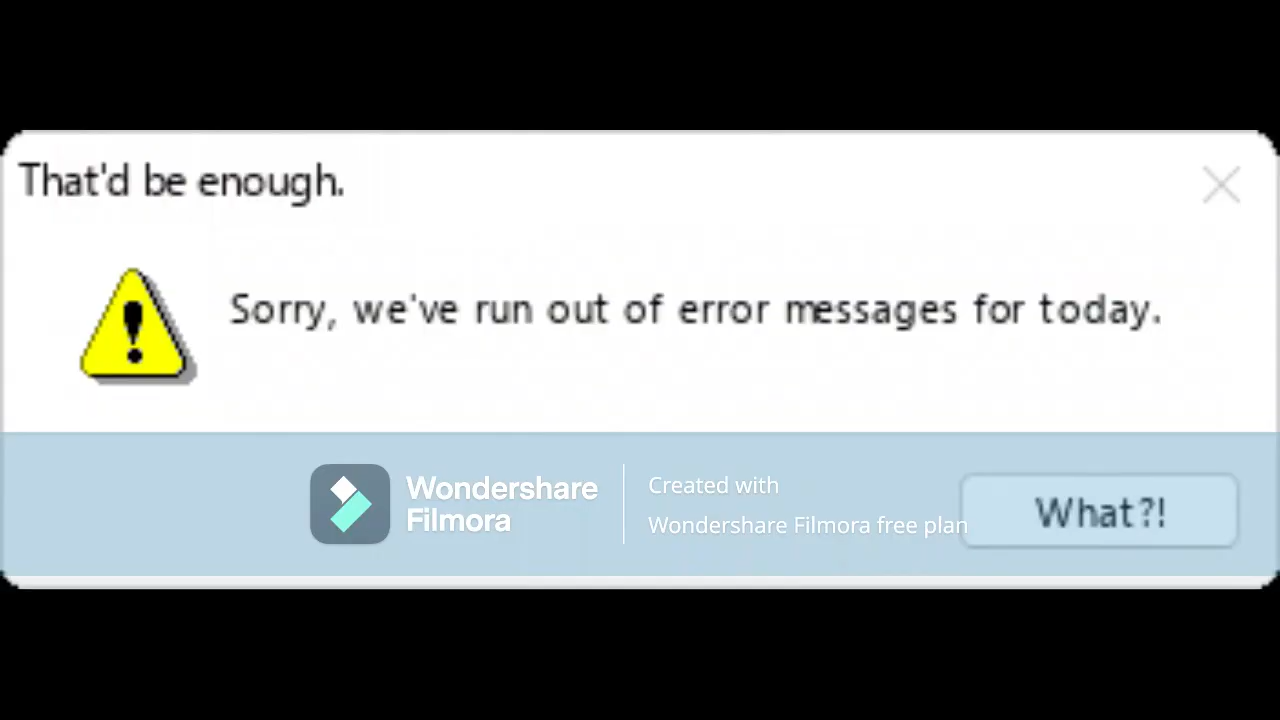 That'd be enough.
Sorry, we've run out of error messages for today.
Wondershare
Filmora
Created with
Wondershare Filmora free plan
What?!